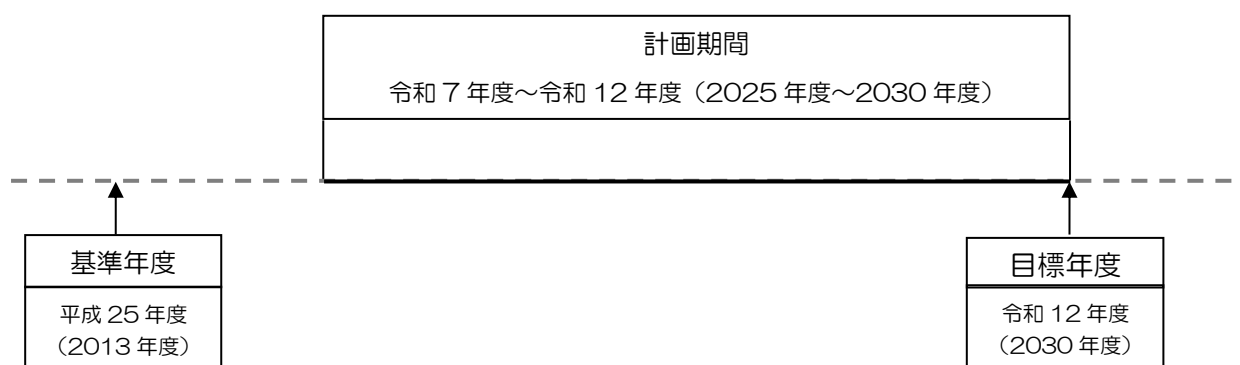 計画期間
令和 7 年度～令和 12 年度（2025 年度～2030 年度）
基準年度
平成 25 年度
（2013 年度）
目標年度
令和 12 年度
（2030 年度）